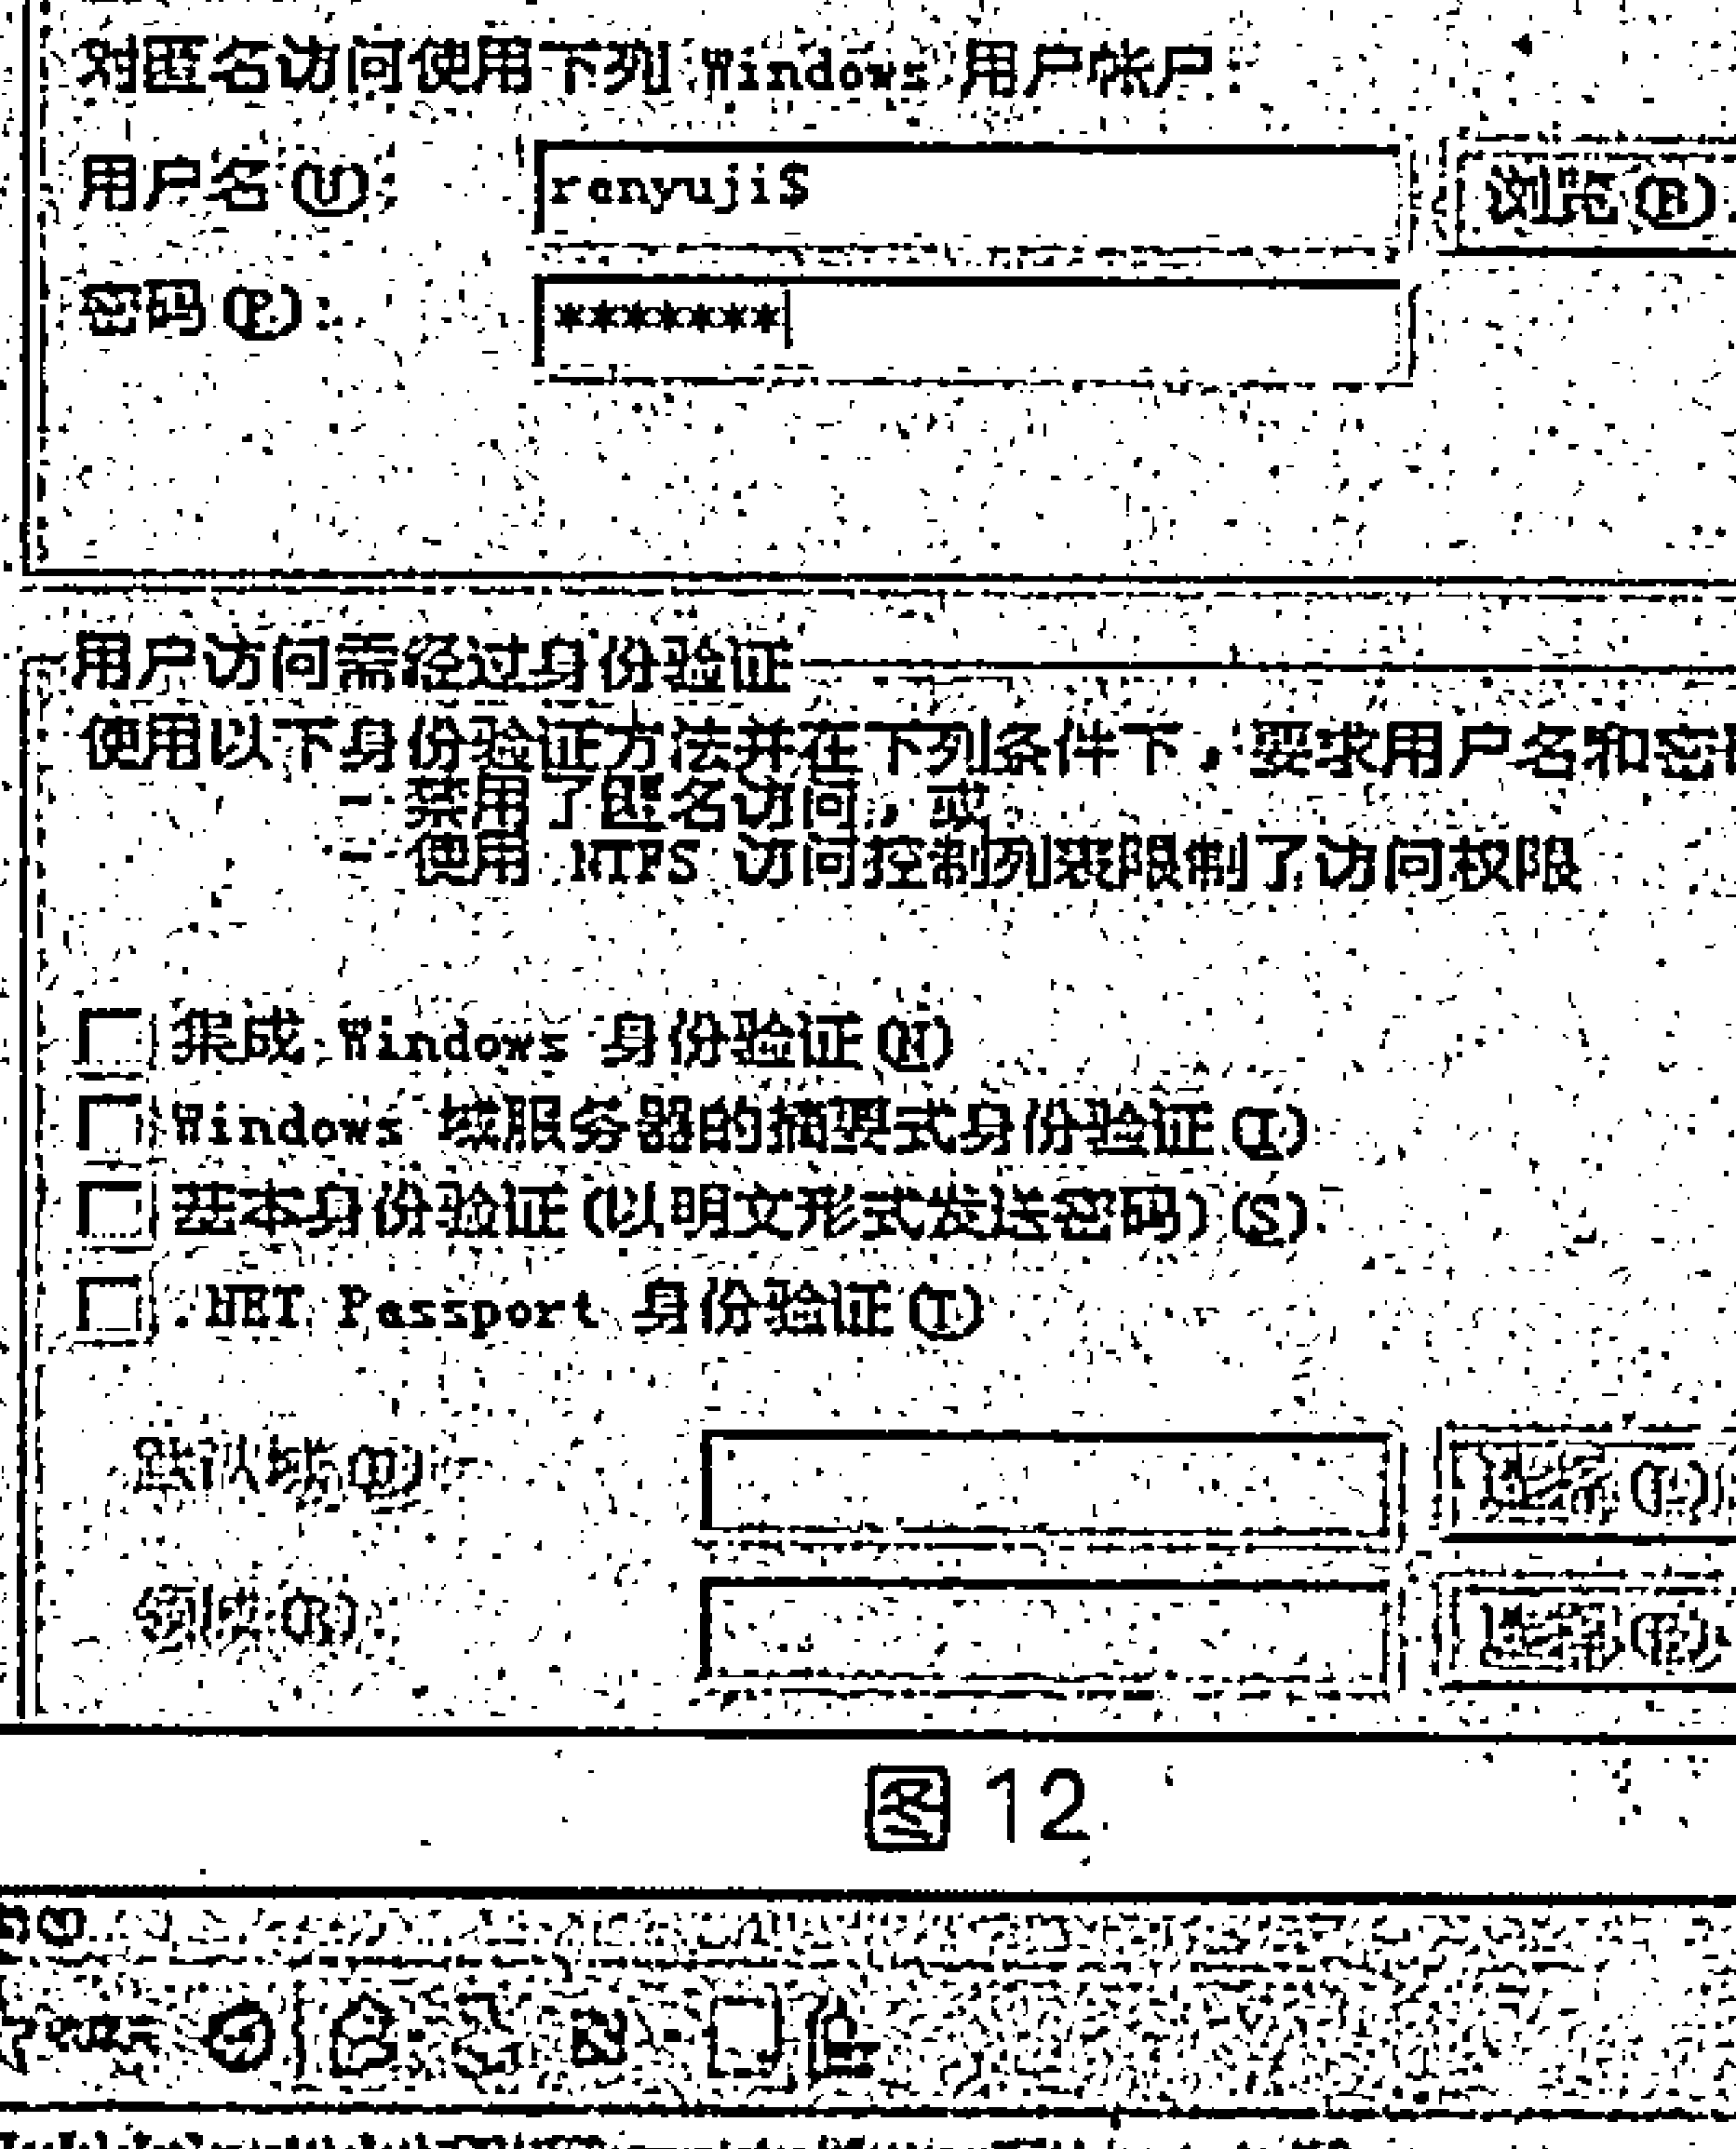 对匿名访问使用下列 Windows 用户帐户:
用户名(U):
renyuji$
浏览(B).
密码(P):
*******
用户访问需经过身份验证
使用以下身份验证方法并在下列条件下,要求用户名和密
- 禁用了匿名访问,或
- 使用 NTFS 访问控制列表限制了访问权限
集成 Windows 身份验证(N)
Windows 域服务器的摘要式身份验证(I)
基本身份验证(以明文形式发送密码)(S)
.NET Passport 身份验证(T)
默认域(D):
选择(L)
领域(R):
选择(E)
图 12